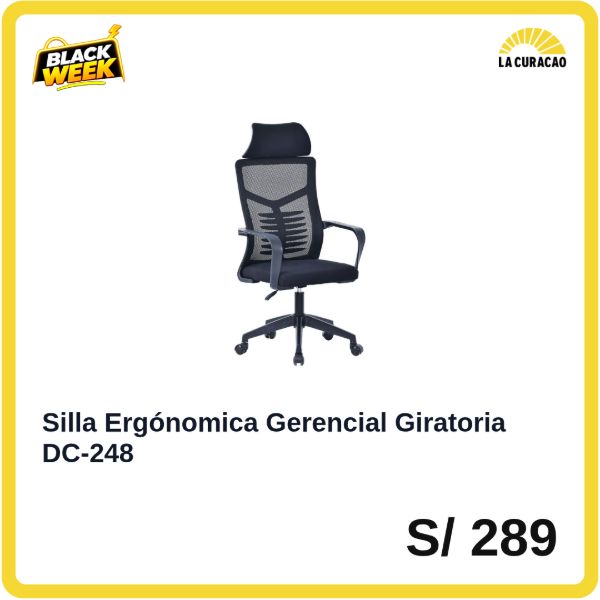 BLACK
WEEK
LA CURACAO
Silla Ergónomica Gerencial Giratoria
DC-248
S/ 289